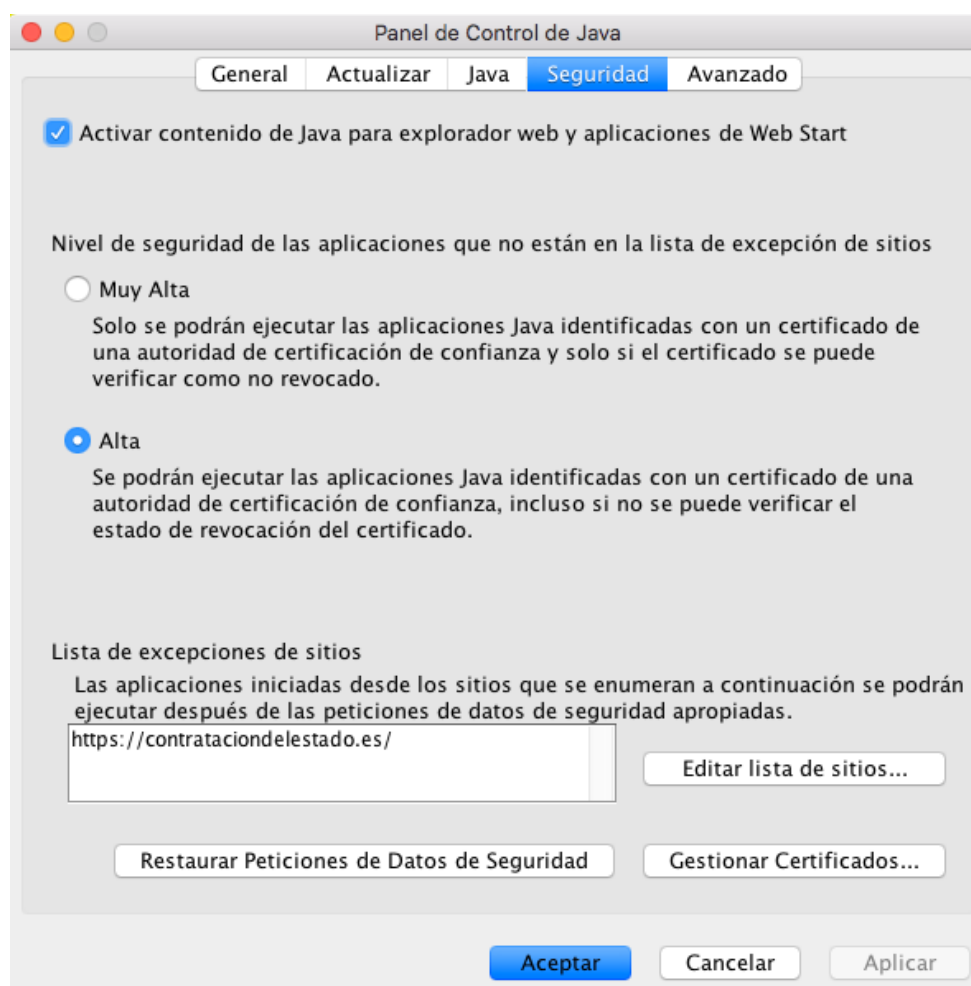 Panel de Control de Java
General Actualizar Java Seguridad Avanzado
Activar contenido de Java para explorador web y aplicaciones de Web Start
Nivel de seguridad de las aplicaciones que no están en la lista de excepción de sitios
Muy Alta
Solo se podrán ejecutar las aplicaciones Java identificadas con un certificado de
una autoridad de certificación de confianza y solo si el certificado se puede
verificar como no revocado.
Alta
Se podrán ejecutar las aplicaciones Java identificadas con un certificado de una
autoridad de certificación de confianza, incluso si no se puede verificar el
estado de revocación del certificado.
Lista de excepciones de sitios
Las aplicaciones iniciadas desde los sitios que se enumeran a continuación se podrán
ejecutar después de las peticiones de datos de seguridad apropiadas.
https://contrataciondelestado.es/
Editar lista de sitios...
Restaurar Peticiones de Datos de Seguridad Gestionar Certificados...
Aceptar Cancelar Aplicar